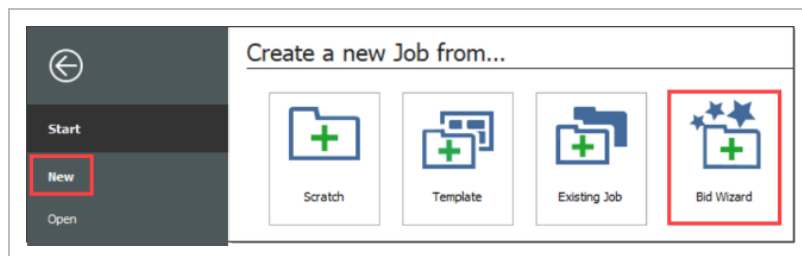 Create a new Job from...
Start
New
Open
Scratch
Template
Existing Job
Bid Wizard